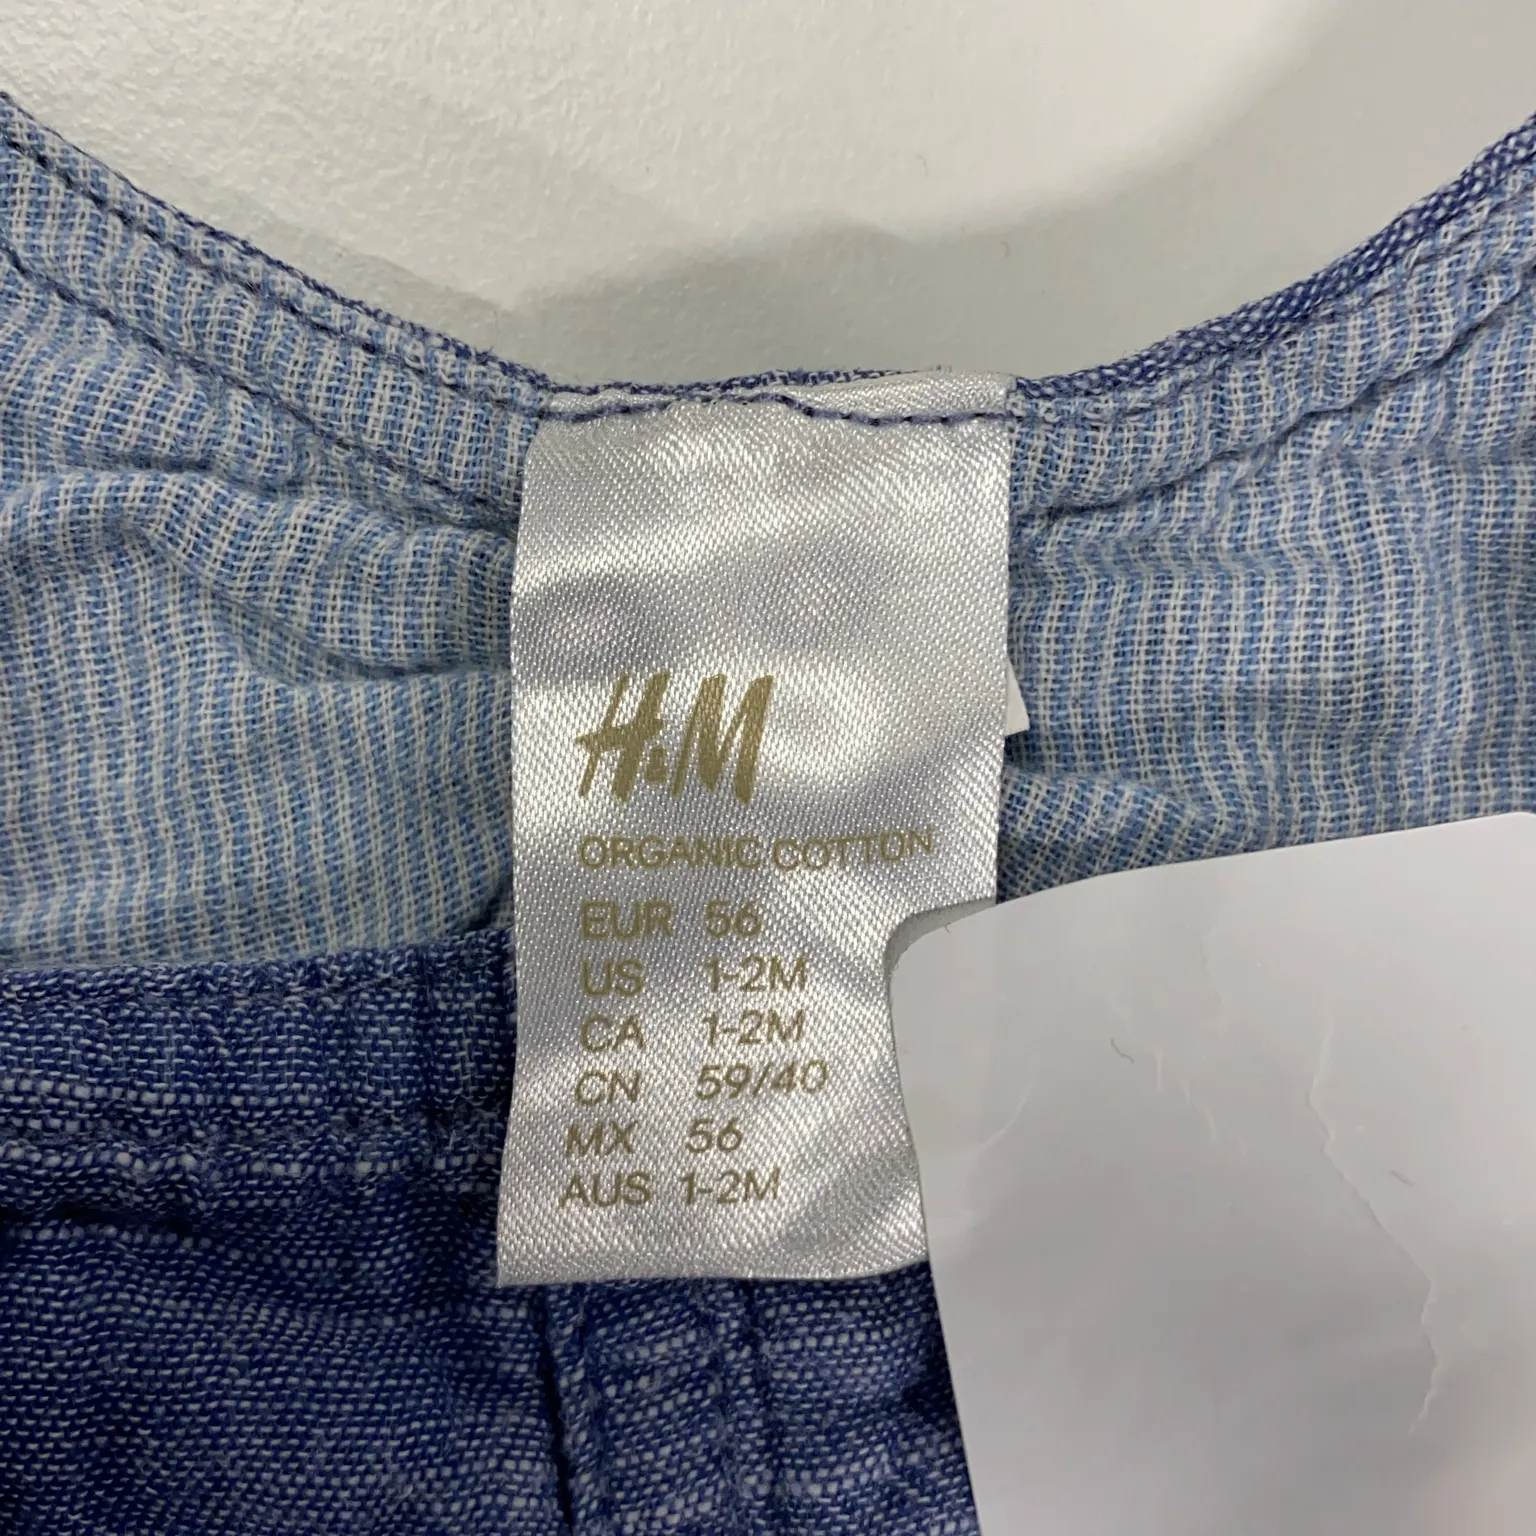 H&M
ORGANIC COTTON
EUR 56
US 1-2M
CA 1-2M
CN 59/40
MX 56
AUS 1-2M